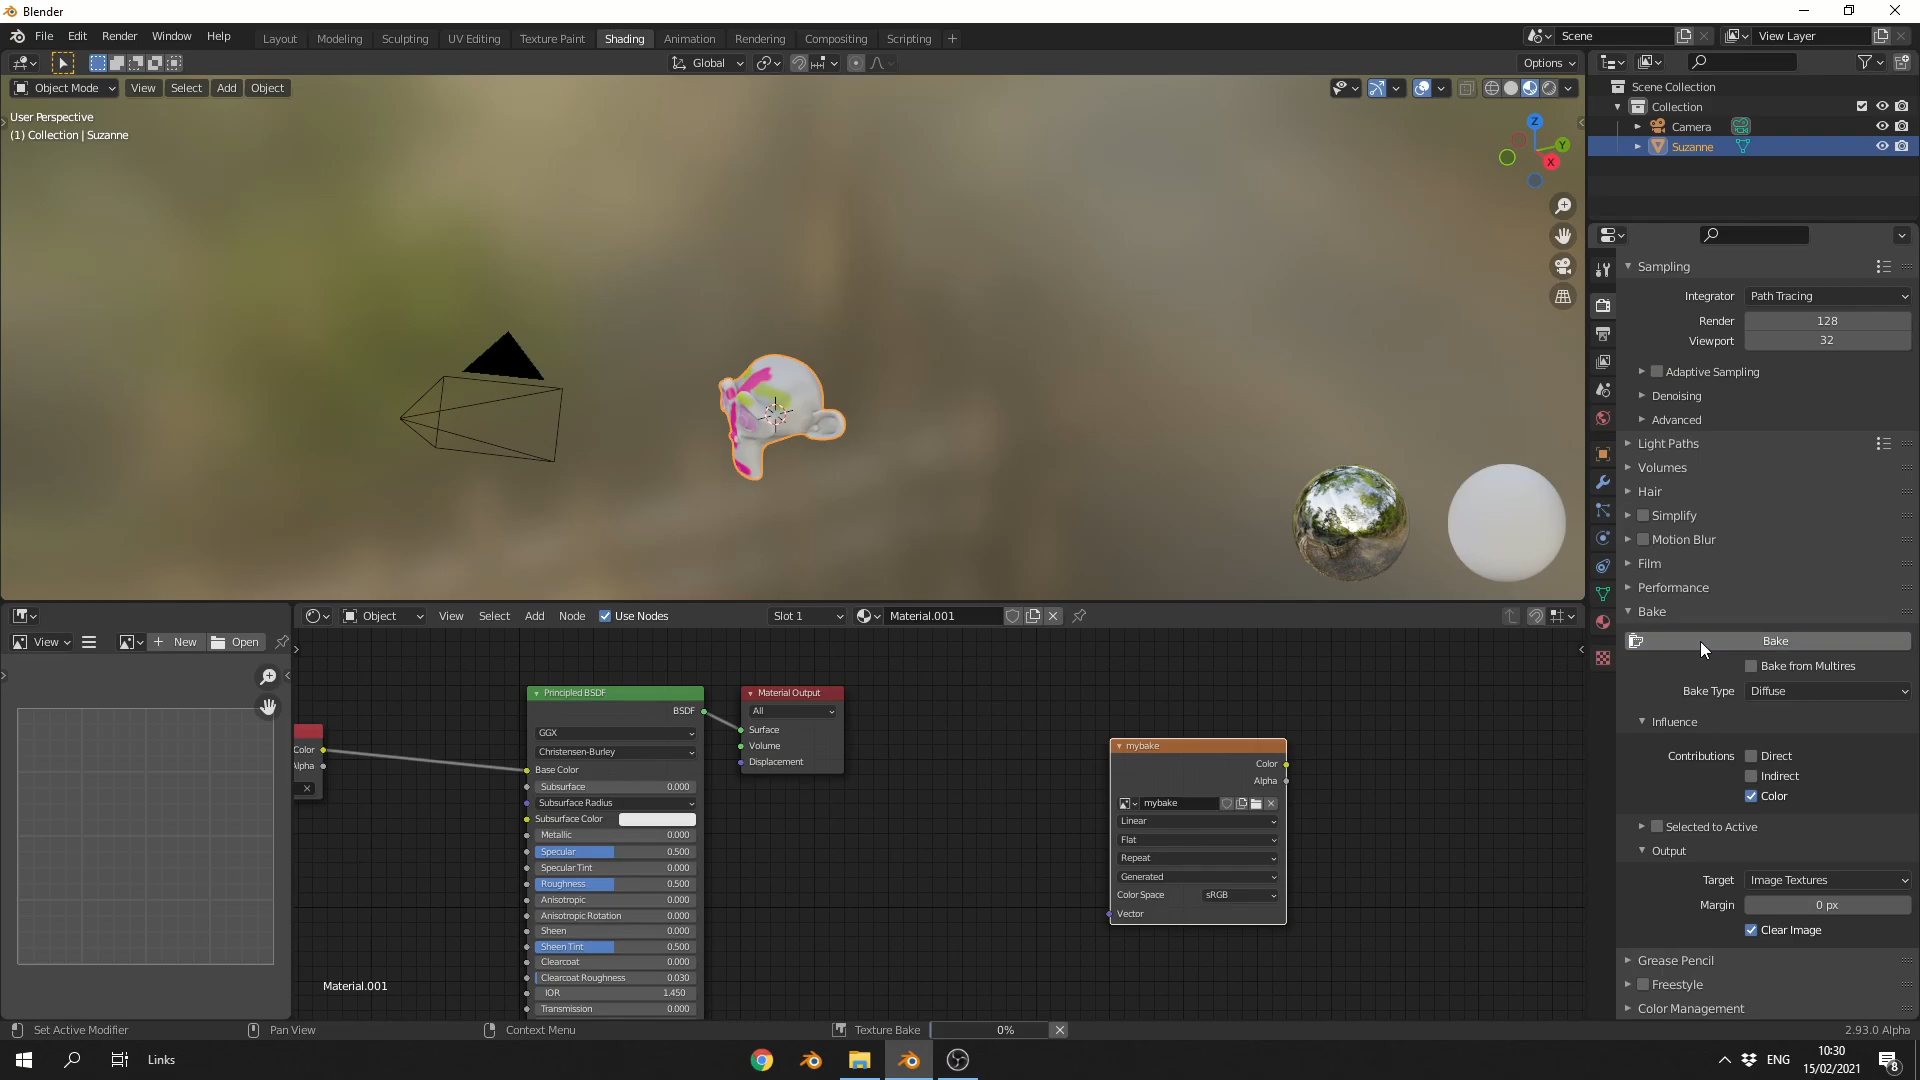 Blender
File Edit Render Window Help
Layout Modeling Sculpting UV Editing Texture Paint Shading Animation Rendering Compositing Scripting +
Scene
View Layer
Global
Options
Object Mode View Select Add Object
User Perspective
(1) Collection | Suzanne
Z
Y
X
Scene Collection
Collection
Camera
Suzanne
Sampling
Integrator Path Tracing
Render 128
Viewport 32
Adaptive Sampling
Denoising
Advanced
Light Paths
Volumes
Hair
Simplify
Motion Blur
Film
Performance
Bake
Bake
Bake from Multires
Bake Type Diffuse
Influence
Contributions Direct
Indirect
Color
Selected to Active
Output
Target Image Textures
Margin 0 px
Clear Image
Grease Pencil
Freestyle
Color Management
View New Open
Object View Select Add Node Use Nodes Slot 1 Material.001
Color
Alpha
Principled BSDF
BSDF
GGX
Christensen-Burley
Base Color
Subsurface 0.000
Subsurface Radius
Subsurface Color
Metallic 0.000
Specular 0.500
Specular Tint 0.000
Roughness 0.500
Anisotropic 0.000
Anisotropic Rotation 0.000
Sheen 0.000
Sheen Tint 0.500
Clearcoat 0.000
Clearcoat Roughness 0.030
IOR 1.450
Transmission 0.000
Material Output
All
Surface
Volume
Displacement
mybake
Color
Alpha
mybake
Linear
Flat
Repeat
Generated
Color Space sRGB
Vector
Material.001
Set Active Modifier Pan View Context Menu Texture Bake 0% 2.93.0 Alpha
Links
ENG
10:30
15/02/2021
8